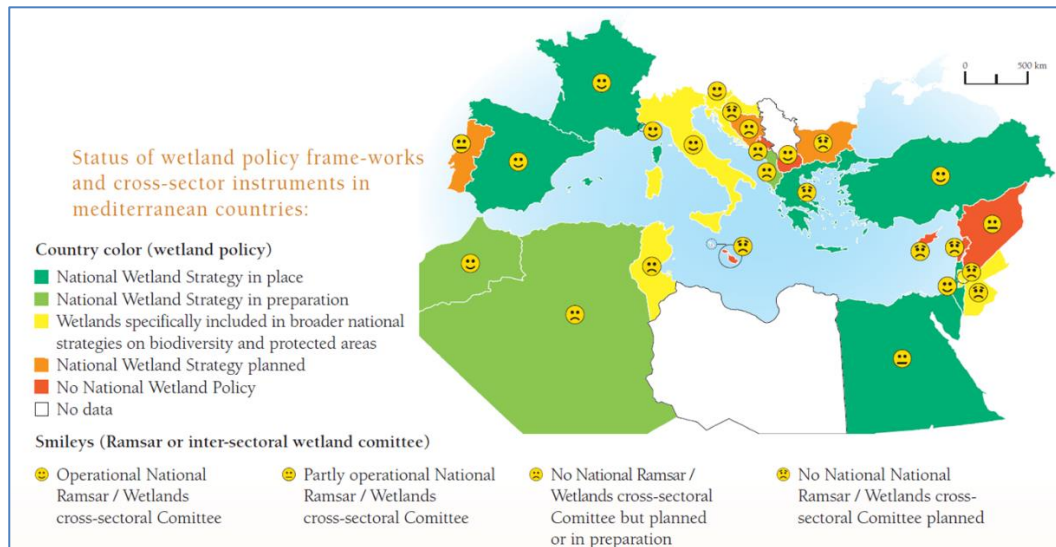 0 500 km
Status of wetland policy frame-works
and cross-sector instruments in
mediterranean countries:
Country color (wetland policy)
National Wetland Strategy in place
National Wetland Strategy in preparation
Wetlands specifically included in broader national
strategies on biodiversity and protected areas
National Wetland Strategy planned
No National Wetland Policy
No data
Smileys (Ramsar or inter-sectoral wetland comittee)
Operational National
Ramsar / Wetlands
cross-sectoral Comittee
Partly operational National
Ramsar / Wetlands
cross-sectoral Comittee
No National Ramsar /
Wetlands cross-sectoral
Comittee but planned
or in preparation
No National National
Ramsar / Wetlands cross-
sectoral Comittee planned